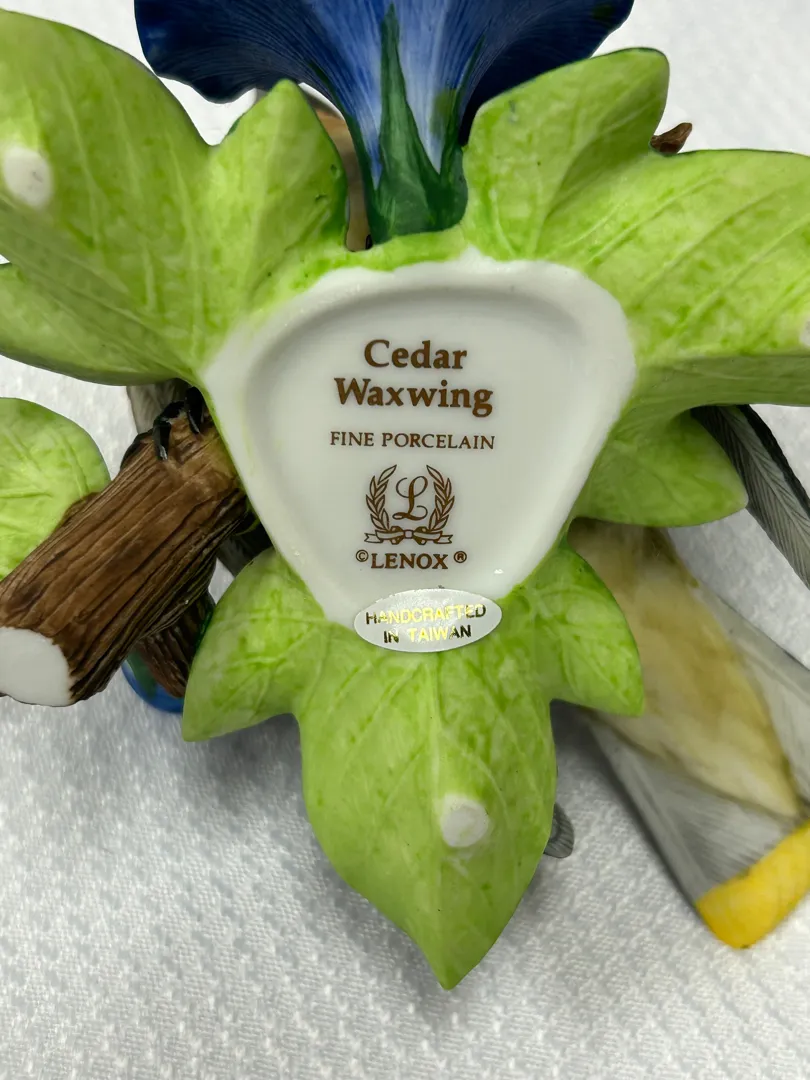 Cedar
Waxwing
FINE PORCELAIN
L
©LENOX®
HANDCRAFTED
IN TAIWAN